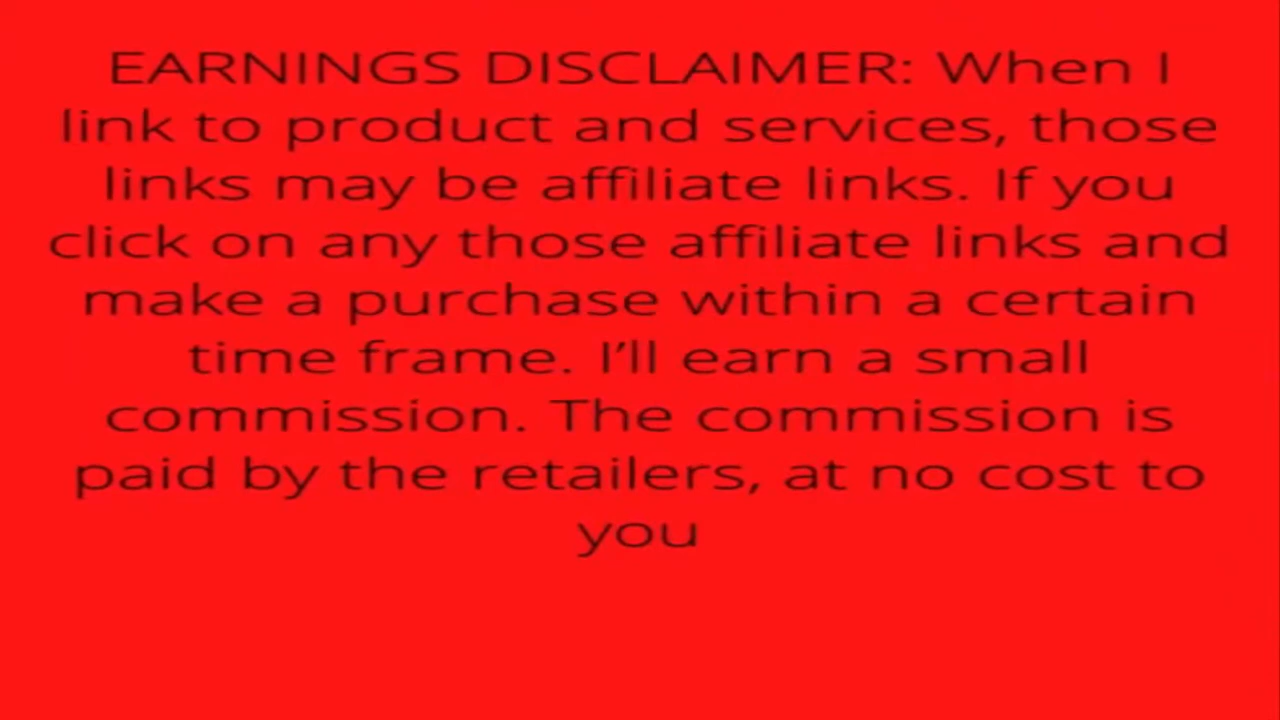 EARNINGS DISCLAIMER: When I
link to product and services, those
links may be affiliate links. If you
click on any those affiliate links and
make a purchase within a certain
time frame. I’ll earn a small
commission. The commission is
paid by the retailers, at no cost to
you